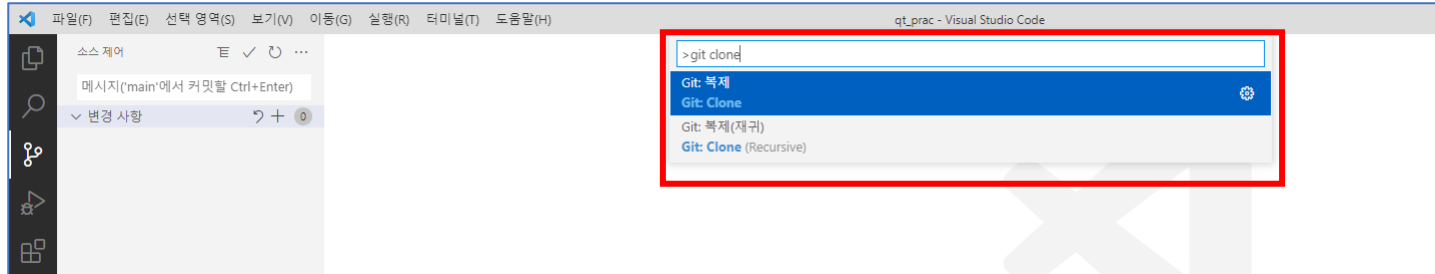 파일(F) 편집(E) 선택 영역(S) 보기(V) 이동(G) 실행(R) 터미널(T) 도움말(H) qt_prac - Visual Studio Code
소스 제어
메시지('main'에서 커밋할 Ctrl+Enter)
변경 사항 0
>git clone
Git: 복제
Git: Clone
Git: 복제(재귀)
Git: Clone (Recursive)